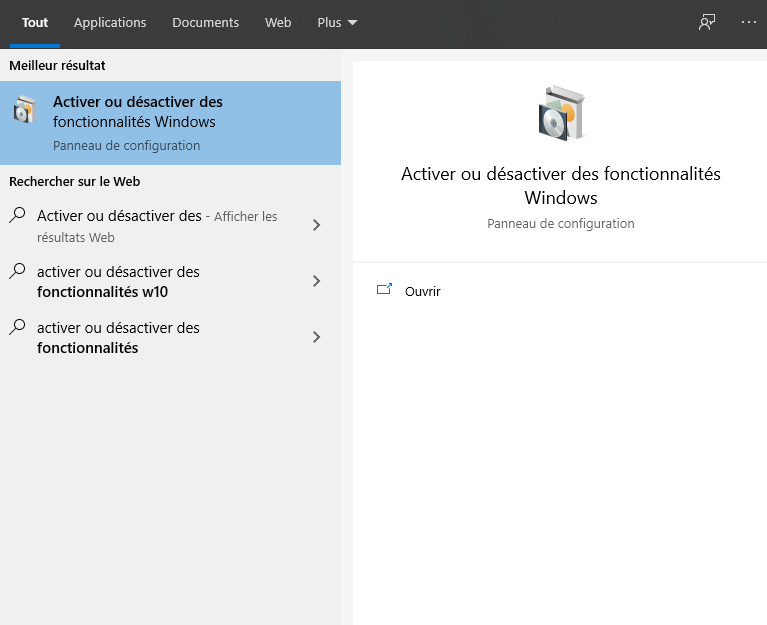 Tout Applications Documents Web Plus
Meilleur résultat
Activer ou désactiver des
fonctionnalités Windows
Panneau de configuration
Rechercher sur le Web
Activer ou désactiver des - Afficher les
résultats Web
activer ou désactiver des
fonctionnalités w10
activer ou désactiver des
fonctionnalités
Activer ou désactiver des fonctionnalités
Windows
Panneau de configuration
Ouvrir